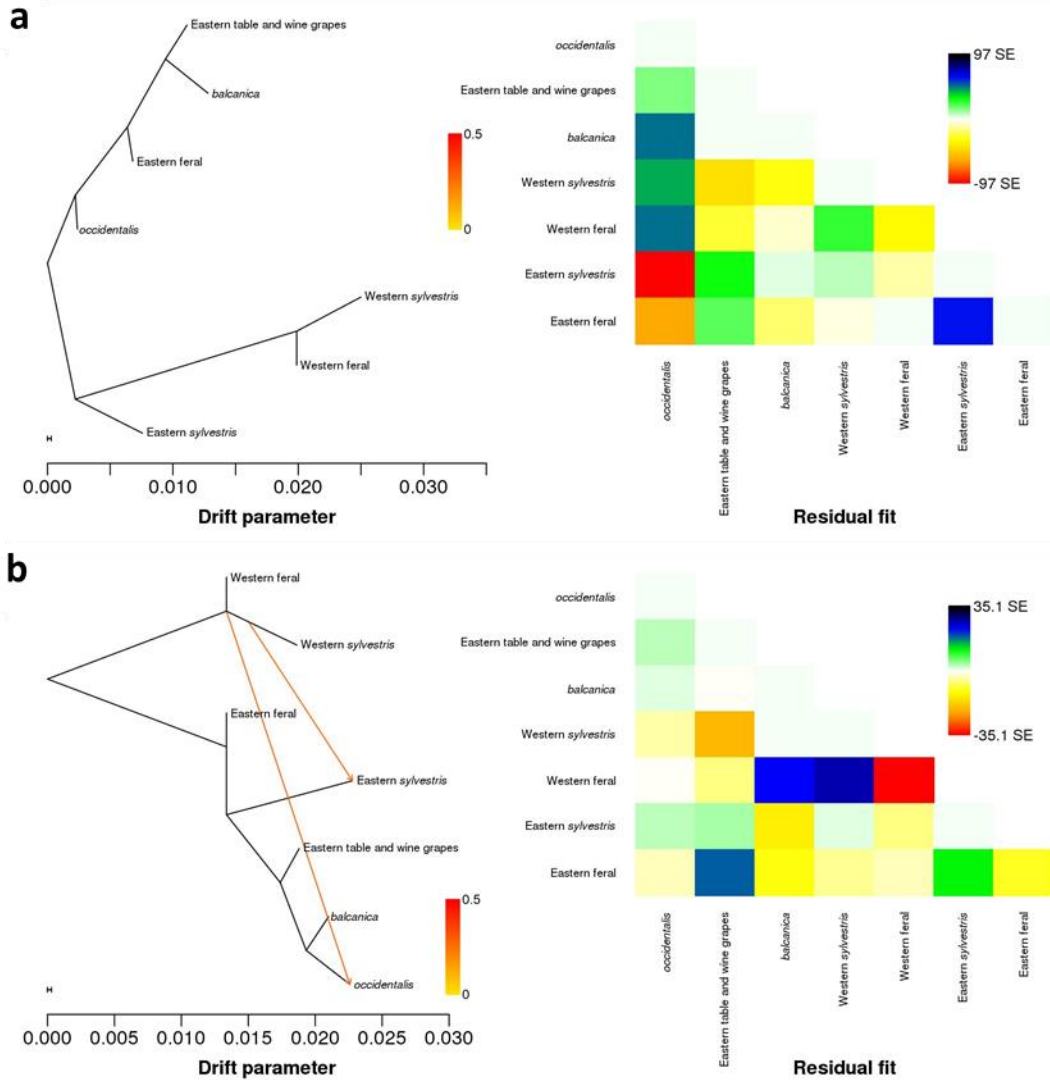 a
Eastern table and wine grapes
balcanica
Eastern feral
occidentalis
Western sylvestris
Western feral
Eastern sylvestris
0.5
0
0.000 0.010 0.020 0.030
Drift parameter
occidentalis
Eastern table and wine grapes
balcanica
Western sylvestris
Western feral
Eastern sylvestris
Eastern feral
97 SE
-97 SE
occidentalis
Eastern table and wine grapes
balcanica
Western sylvestris
Western feral
Eastern sylvestris
Eastern feral
Residual fit
b
Western feral
Western sylvestris
Eastern feral
Eastern sylvestris
Eastern table and wine grapes
balcanica
occidentalis
0.5
0
0.000 0.005 0.010 0.015 0.020 0.025 0.030
Drift parameter
occidentalis
Eastern table and wine grapes
balcanica
Western sylvestris
Western feral
Eastern sylvestris
Eastern feral
35.1 SE
-35.1 SE
occidentalis
Eastern table and wine grapes
balcanica
Western sylvestris
Western feral
Eastern sylvestris
Eastern feral
Residual fit